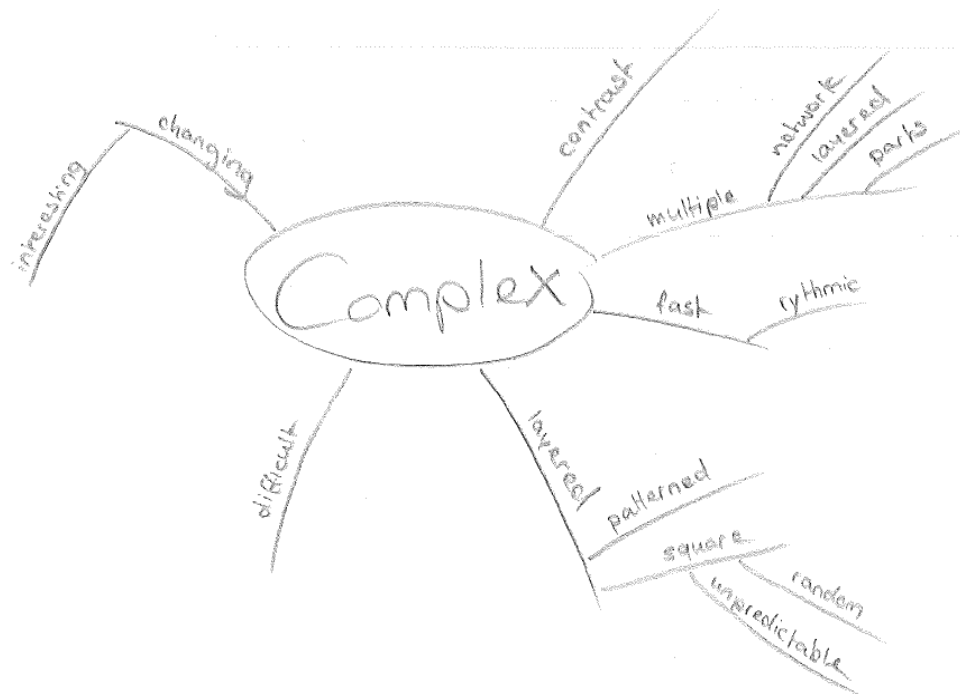 Complex
contrast
multiple
network
layered
parts
fast
rythmic
layered
patterned
square
random
unpredictable
difficult
changing
interesting